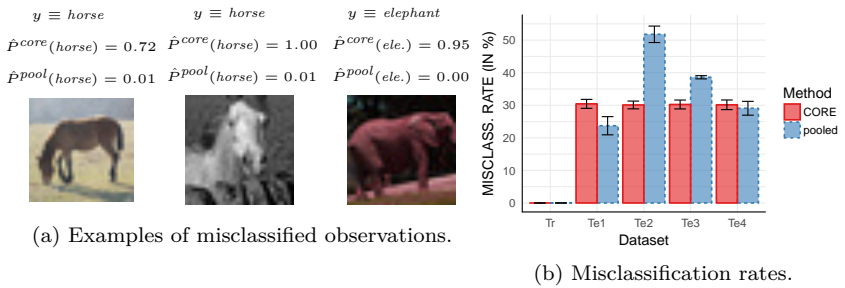 y ≡ horse
P̂^core(horse) = 0.72
P̂^pool(horse) = 0.01
y ≡ horse
P̂^core(horse) = 1.00
P̂^pool(horse) = 0.01
y ≡ elephant
P̂^core(ele.) = 0.95
P̂^pool(ele.) = 0.00
(a) Examples of misclassified observations.
MISCLASS. RATE (IN %)
50
40
30
20
10
0
Tr Te1 Te2 Te3 Te4
Dataset
Method
CORE
pooled
(b) Misclassification rates.